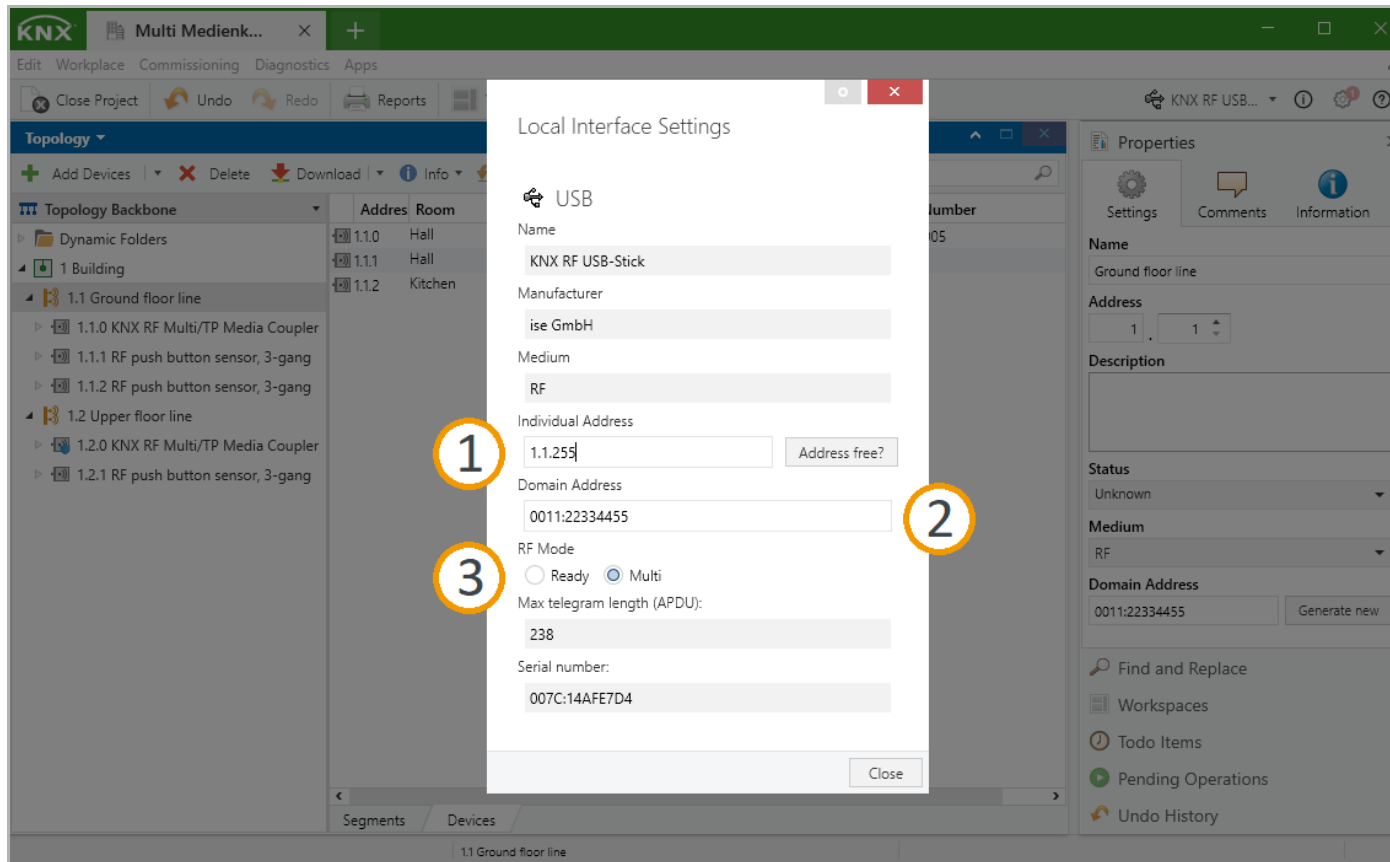 KNX Multi Medienk...
Edit Workplace Commissioning Diagnostics Apps
Close Project Undo Redo Reports KNX RF USB...
Topology
Add Devices Delete Download Info
Topology Backbone
Dynamic Folders
1 Building
1.1 Ground floor line
1.1.0 KNX RF Multi/TP Media Coupler
1.1.1 RF push button sensor, 3-gang
1.1.2 RF push button sensor, 3-gang
1.2 Upper floor line
1.2.0 KNX RF Multi/TP Media Coupler
1.2.1 RF push button sensor, 3-gang
Addres Room
1.1.0 Hall
1.1.1 Hall
1.1.2 Kitchen
Segments Devices
1.1 Ground floor line
Local Interface Settings
USB
Name
KNX RF USB-Stick
Manufacturer
ise GmbH
Medium
RF
Individual Address
1 1.1.255 Address free?
Domain Address
0011:22334455 2
RF Mode
3 Ready Multi
Max telegram length (APDU):
238
Serial number:
007C:14AFE7D4
Close
Properties
Settings Comments Information
Name
Ground floor line
Address
1 . 1
Description
Status
Unknown
Medium
RF
Domain Address
0011:22334455 Generate new
Find and Replace
Workspaces
Todo Items
Pending Operations
Undo History